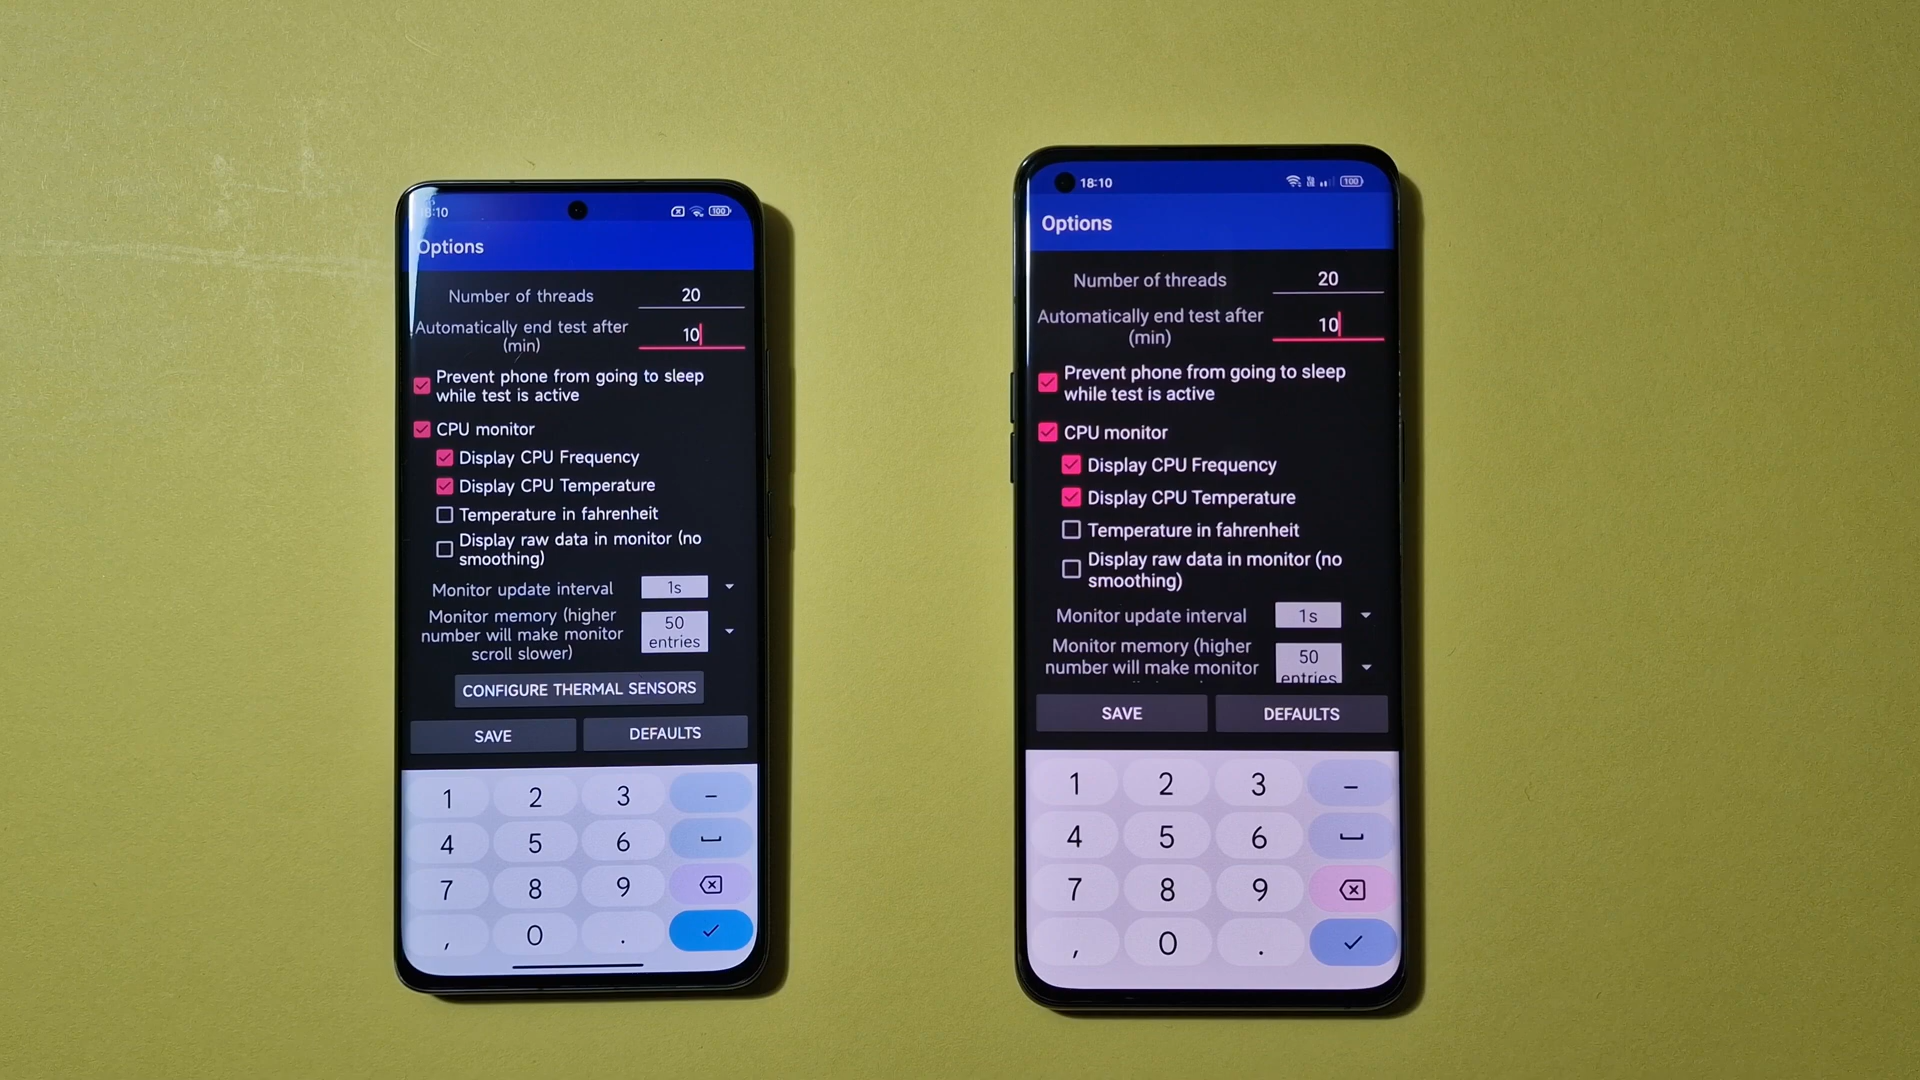 18:10
100
Options
Number of threads 20
Automatically end test after
(min)
10
Prevent phone from going to sleep
while test is active
CPU monitor
Display CPU Frequency
Display CPU Temperature
Temperature in fahrenheit
Display raw data in monitor (no
smoothing)
Monitor update interval 1s
Monitor memory (higher
number will make monitor
scroll slower)
50
entries
CONFIGURE THERMAL SENSORS
SAVE DEFAULTS
1 2 3 –
4 5 6
7 8 9
, 0 .
18:10
100
Options
Number of threads 20
Automatically end test after
(min)
10
Prevent phone from going to sleep
while test is active
CPU monitor
Display CPU Frequency
Display CPU Temperature
Temperature in fahrenheit
Display raw data in monitor (no
smoothing)
Monitor update interval 1s
Monitor memory (higher
number will make monitor
50
entries
SAVE DEFAULTS
1 2 3 –
4 5 6
7 8 9
, 0 .